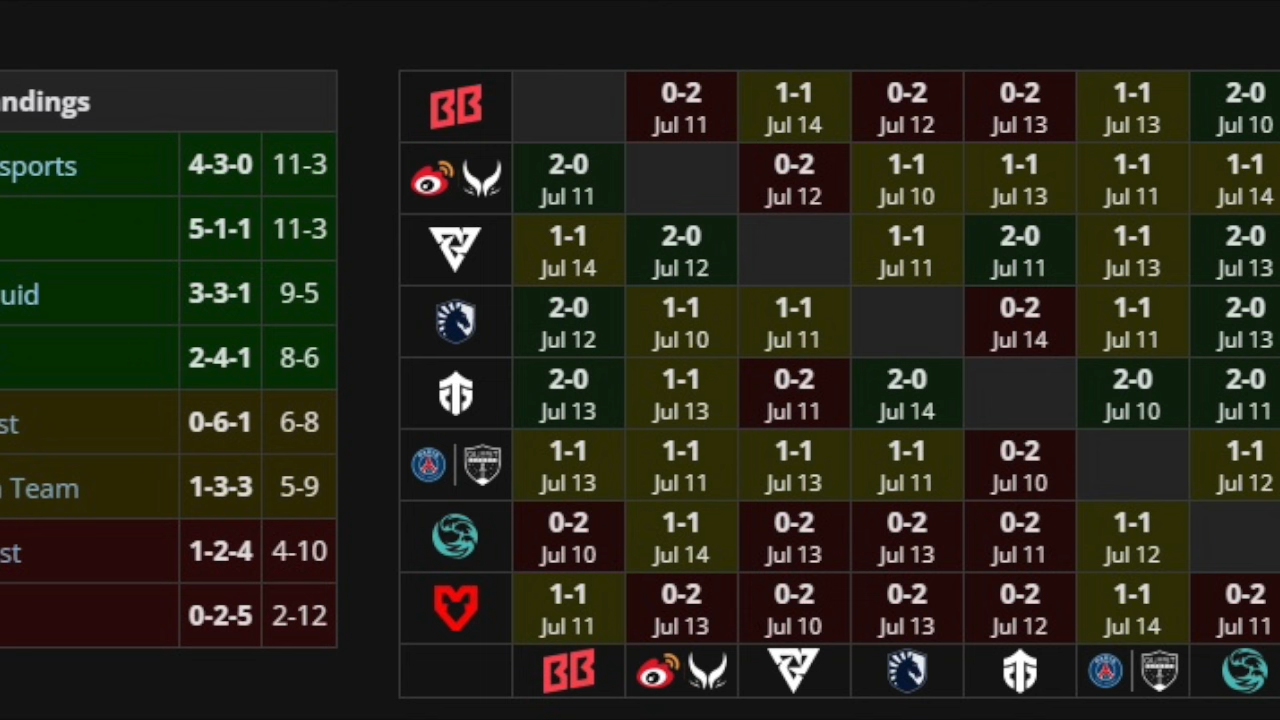 ndings
sports 4-3-0 11-3
5-1-1 11-3
uid 3-3-1 9-5
2-4-1 8-6
st 0-6-1 6-8
Team 1-3-3 5-9
st 1-2-4 4-10
0-2-5 2-12
BB 0-2 1-1 0-2 0-2 1-1 2-0
Jul 11 Jul 14 Jul 12 Jul 13 Jul 13 Jul 10
2-0 0-2 1-1 1-1 1-1 1-1
Jul 11 Jul 12 Jul 10 Jul 13 Jul 11 Jul 14
1-1 2-0 1-1 2-0 1-1 2-0
Jul 14 Jul 12 Jul 11 Jul 11 Jul 13 Jul 13
2-0 1-1 1-1 0-2 1-1 2-0
Jul 12 Jul 10 Jul 11 Jul 14 Jul 11 Jul 13
2-0 1-1 0-2 2-0 2-0 2-0
Jul 13 Jul 13 Jul 11 Jul 14 Jul 10 Jul 11
1-1 1-1 1-1 1-1 0-2 1-1
Jul 13 Jul 11 Jul 13 Jul 11 Jul 10 Jul 12
0-2 1-1 0-2 0-2 0-2 1-1
Jul 10 Jul 14 Jul 13 Jul 13 Jul 11 Jul 12
1-1 0-2 0-2 0-2 0-2 1-1 0-2
Jul 11 Jul 13 Jul 10 Jul 13 Jul 12 Jul 14 Jul 11
BB